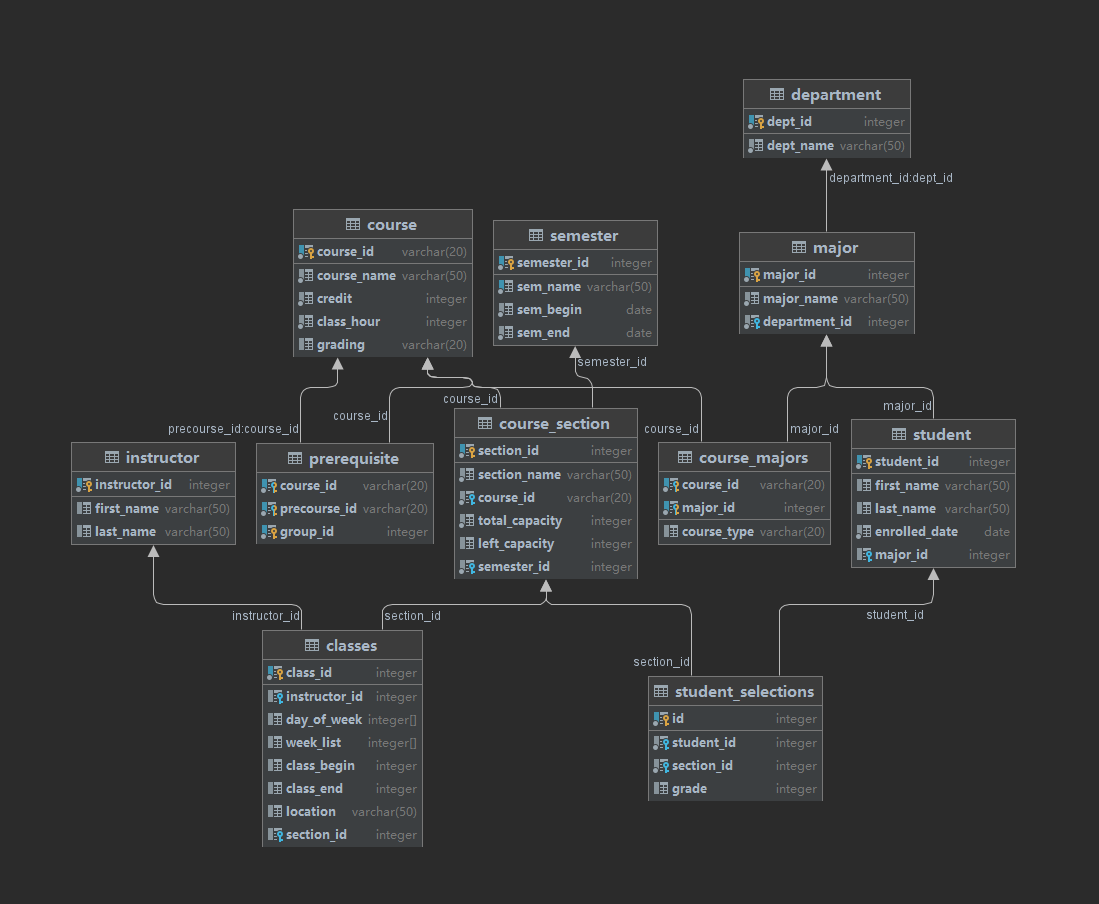 department
dept_id integer
dept_name varchar(50)
department_id:dept_id
course
course_id varchar(20)
course_name varchar(50)
credit integer
class_hour integer
grading varchar(20)
semester
semester_id integer
sem_name varchar(50)
sem_begin date
sem_end date
major
major_id integer
major_name varchar(50)
department_id integer
semester_id
course_id
course_id
precourse_id:course_id
course_id
major_id
major_id
instructor
instructor_id integer
first_name varchar(50)
last_name varchar(50)
prerequisite
course_id varchar(20)
precourse_id varchar(20)
group_id integer
course_section
section_id integer
section_name varchar(50)
course_id varchar(20)
total_capacity integer
left_capacity integer
semester_id integer
course_majors
course_id varchar(20)
major_id integer
course_type varchar(20)
student
student_id integer
first_name varchar(50)
last_name varchar(50)
enrolled_date date
major_id integer
instructor_id
section_id
section_id
student_id
classes
class_id integer
instructor_id integer
day_of_week integer[]
week_list integer[]
class_begin integer
class_end integer
location varchar(50)
section_id integer
student_selections
id integer
student_id integer
section_id integer
grade integer